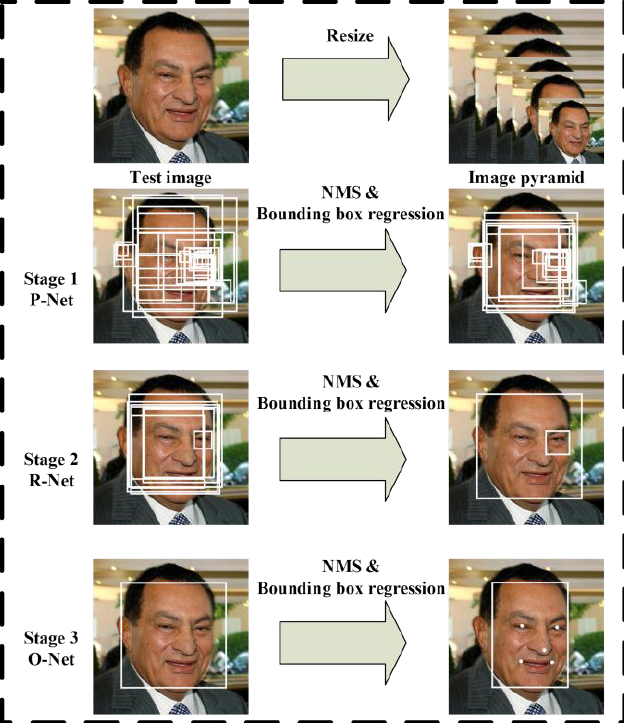 Resize
Test image
Image pyramid
NMS &
Bounding box regression
Stage 1
P-Net
NMS &
Bounding box regression
Stage 2
R-Net
NMS &
Bounding box regression
Stage 3
O-Net